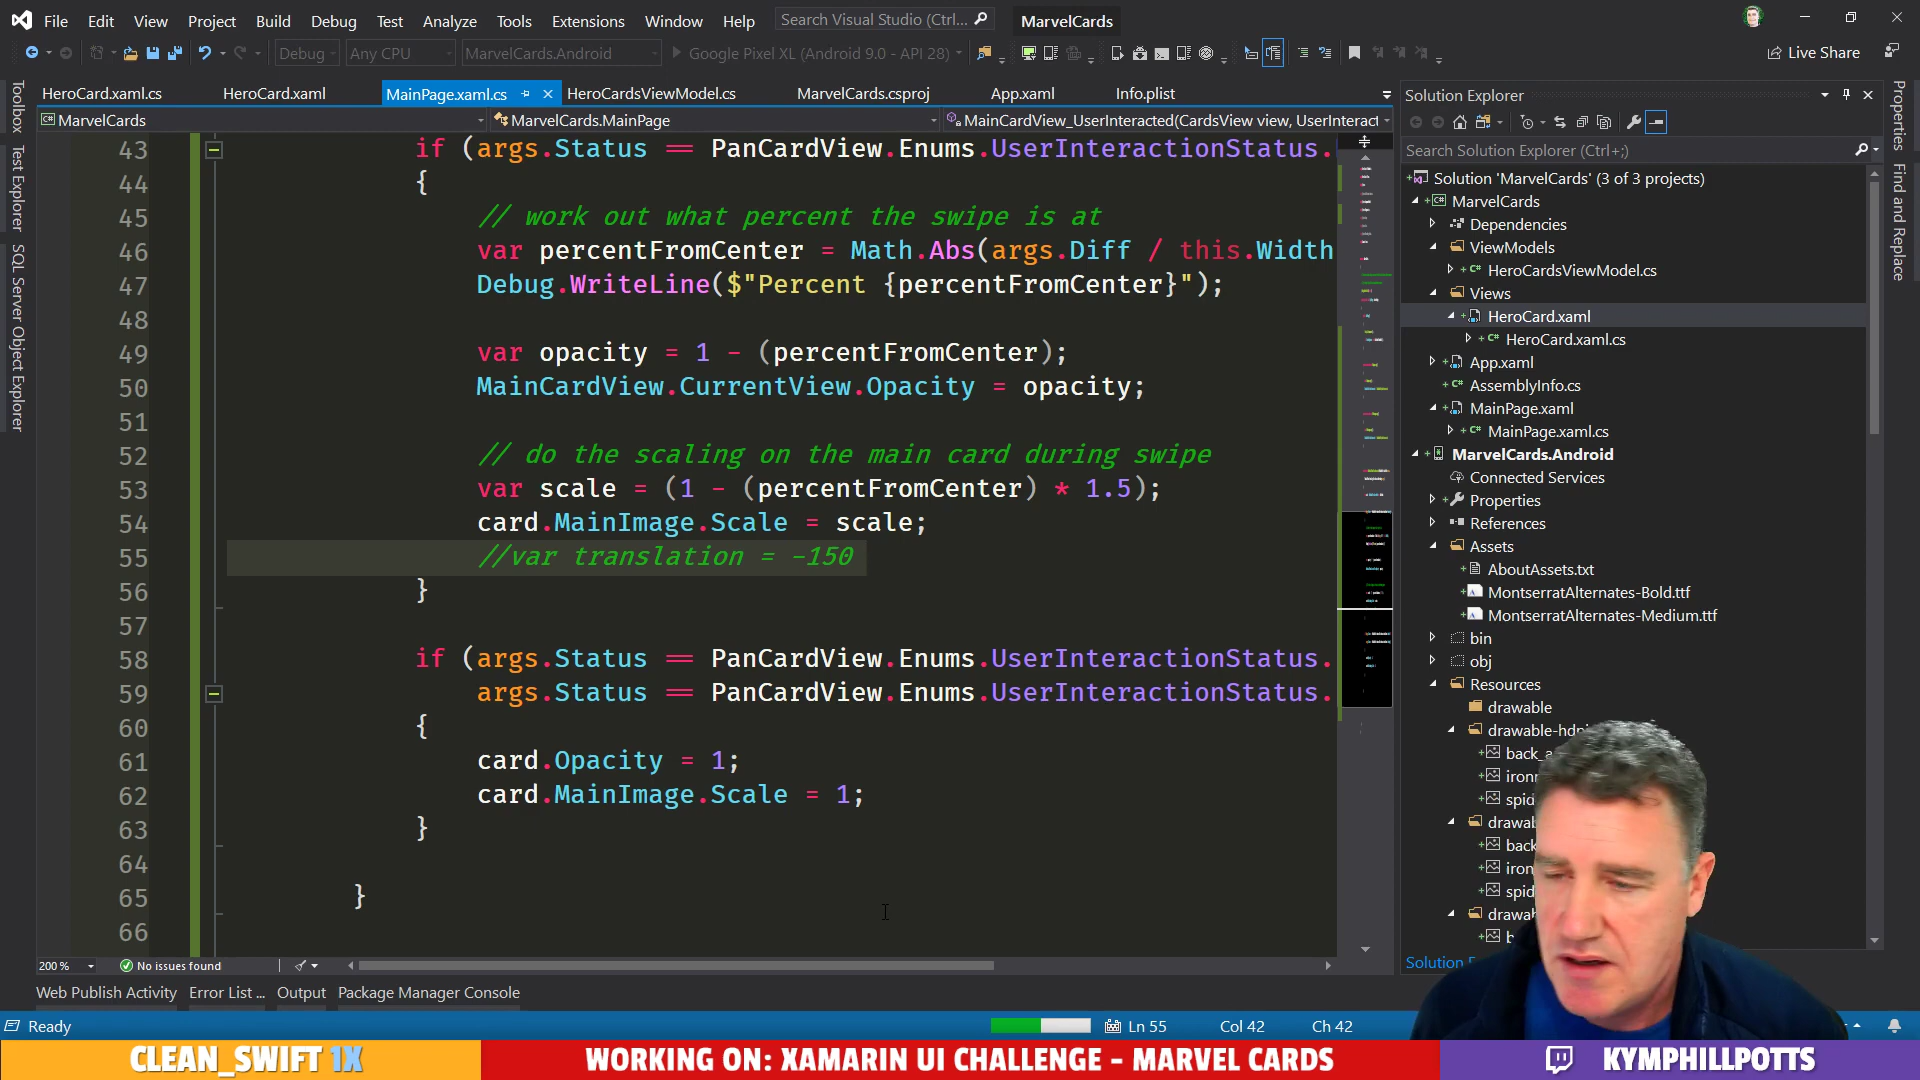 File Edit View Project Build Debug Test Analyze Tools Extensions Window Help Search Visual Studio (Ctrl... MarvelCards
Debug Any CPU MarvelCards.Android Google Pixel XL (Android 9.0 - API 28) Live Share
HeroCard.xaml.cs HeroCard.xaml MainPage.xaml.cs HeroCardsViewModel.cs MarvelCards.csproj App.xaml Info.plist
MarvelCards MarvelCards.MainPage MainCardView_UserInteracted(CardsView view, UserInteract
Toolbox
Test Explorer
SQL Server Object Explorer
43 if (args.Status == PanCardView.Enums.UserInteractionStatus.
44 {
45 // work out what percent the swipe is at
46 var percentFromCenter = Math.Abs(args.Diff / this.Width
47 Debug.WriteLine($"Percent {percentFromCenter}");
48
49 var opacity = 1 - (percentFromCenter);
50 MainCardView.CurrentView.Opacity = opacity;
51
52 // do the scaling on the main card during swipe
53 var scale = (1 - (percentFromCenter) * 1.5);
54 card.MainImage.Scale = scale;
55 //var translation = -150
56 }
57
58 if (args.Status == PanCardView.Enums.UserInteractionStatus.
59 args.Status == PanCardView.Enums.UserInteractionStatus.
60 {
61 card.Opacity = 1;
62 card.MainImage.Scale = 1;
63 }
64
65 }
66
200 % No issues found
Web Publish Activity Error List ... Output Package Manager Console
Ready Ln 55 Col 42 Ch 42
Solution Explorer
Search Solution Explorer (Ctrl+;)
Solution 'MarvelCards' (3 of 3 projects)
MarvelCards
Dependencies
ViewModels
HeroCardsViewModel.cs
Views
HeroCard.xaml
HeroCard.xaml.cs
App.xaml
AssemblyInfo.cs
MainPage.xaml
MainPage.xaml.cs
MarvelCards.Android
Connected Services
Properties
References
Assets
AboutAssets.txt
MontserratAlternates-Bold.ttf
MontserratAlternates-Medium.ttf
bin
obj
Resources
drawable
drawable-hdp
back_a
iron
spid
drawa
back
iron
spid
drawa
b
Solution E
Properties
Find and Replace
CLEAN_SWIFT 1X WORKING ON: XAMARIN UI CHALLENGE - MARVEL CARDS KYMPHILLPOTTS